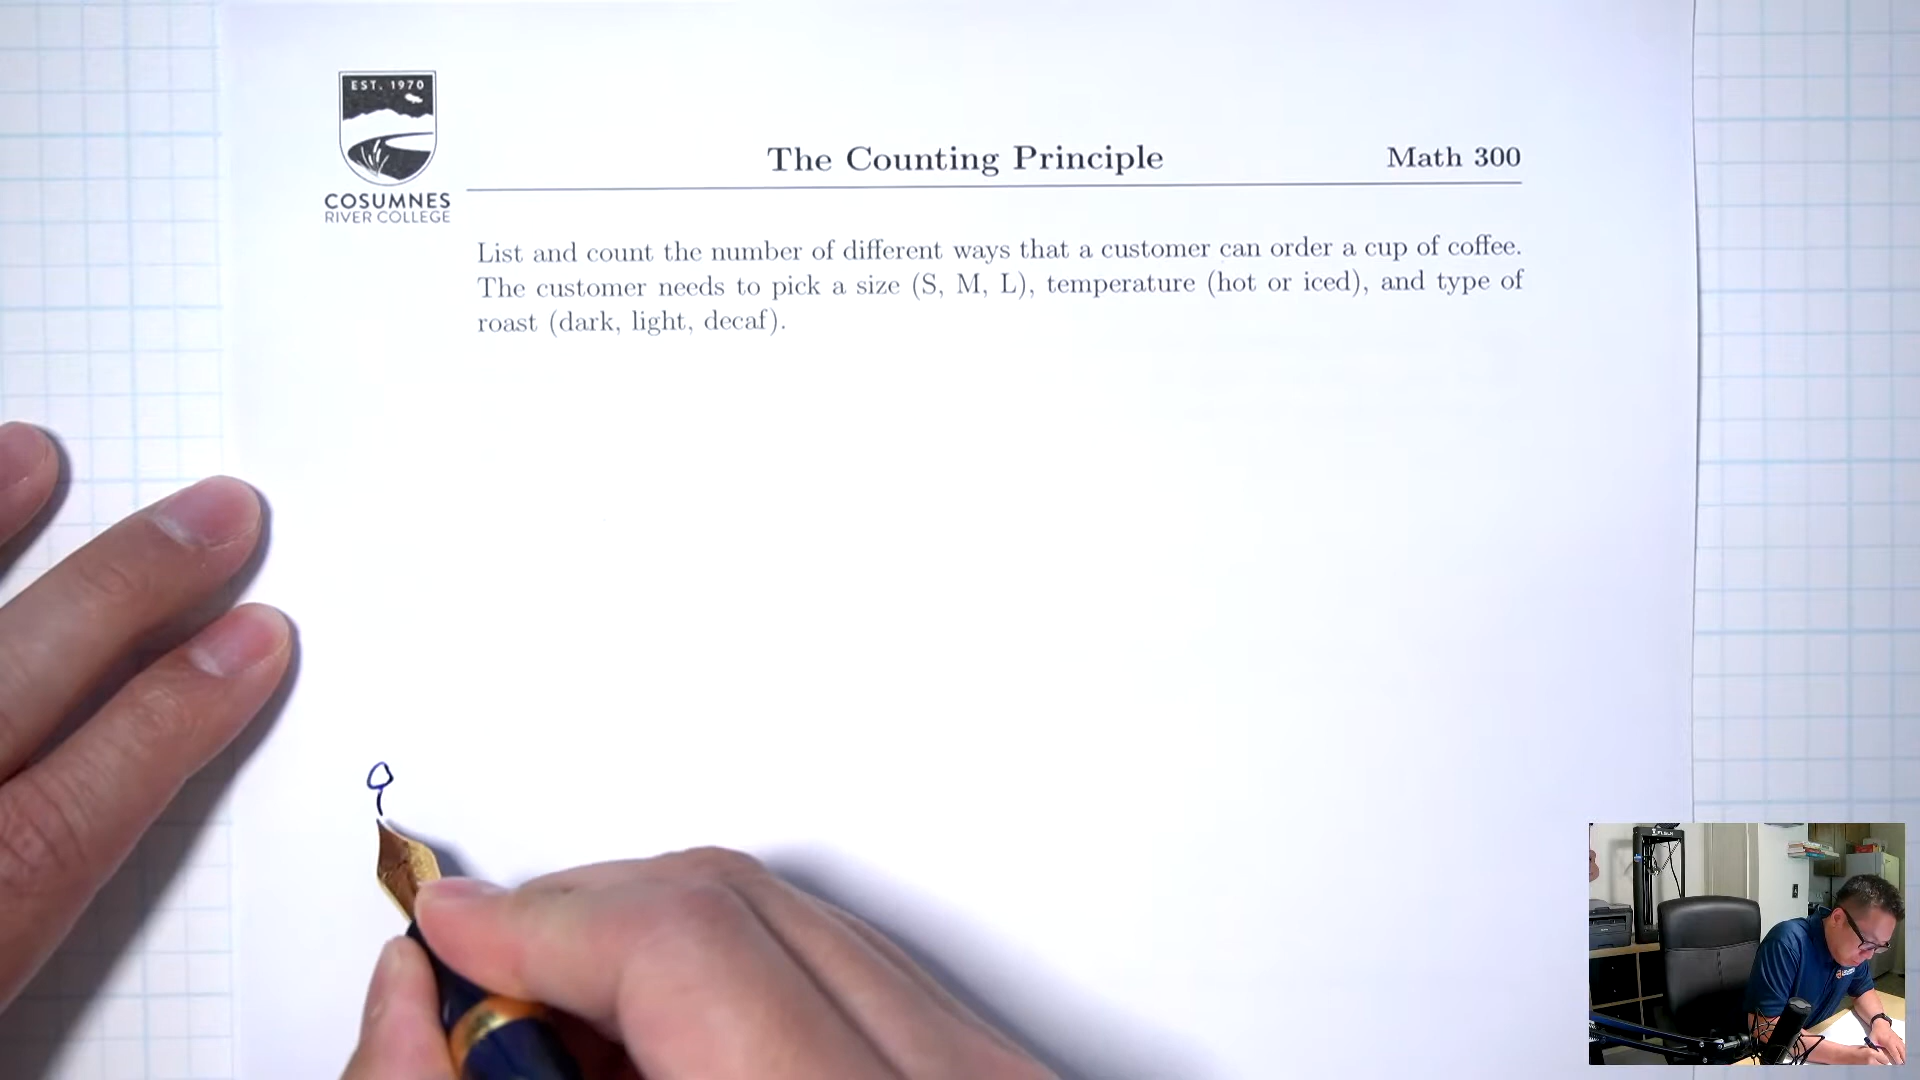 EST. 1970
COSUMNES
RIVER COLLEGE
The Counting Principle
Math 300
List and count the number of different ways that a customer can order a cup of coffee.
The customer needs to pick a size (S, M, L), temperature (hot or iced), and type of
roast (dark, light, decaf).